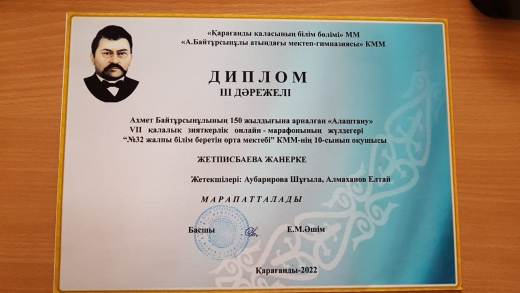 «Қарағанды қаласының білім бөлімі» ММ
«А.Байтұрсынұлы атындағы мектеп-гимназиясы» КММ
ДИПЛОМ
III ДӘРЕЖЕЛІ
Ахмет Байтұрсынұлының 150 жылдығына арналған «Алаштану»
VII қалалық зияткерлік онлайн - марафонының жүлдегері
“№32 жалпы білім беретін орта мектебі” КММ-нің 10-сынып оқушысы
ЖЕТПИСБАЕВА ЖАНЕРКЕ
Жетекшілері: Аубарирова Шұғыла, Алмаханов Елтай
МАРАПАТТАЛАДЫ
Басшы Е.М.Әшім
Қарағанды-2022